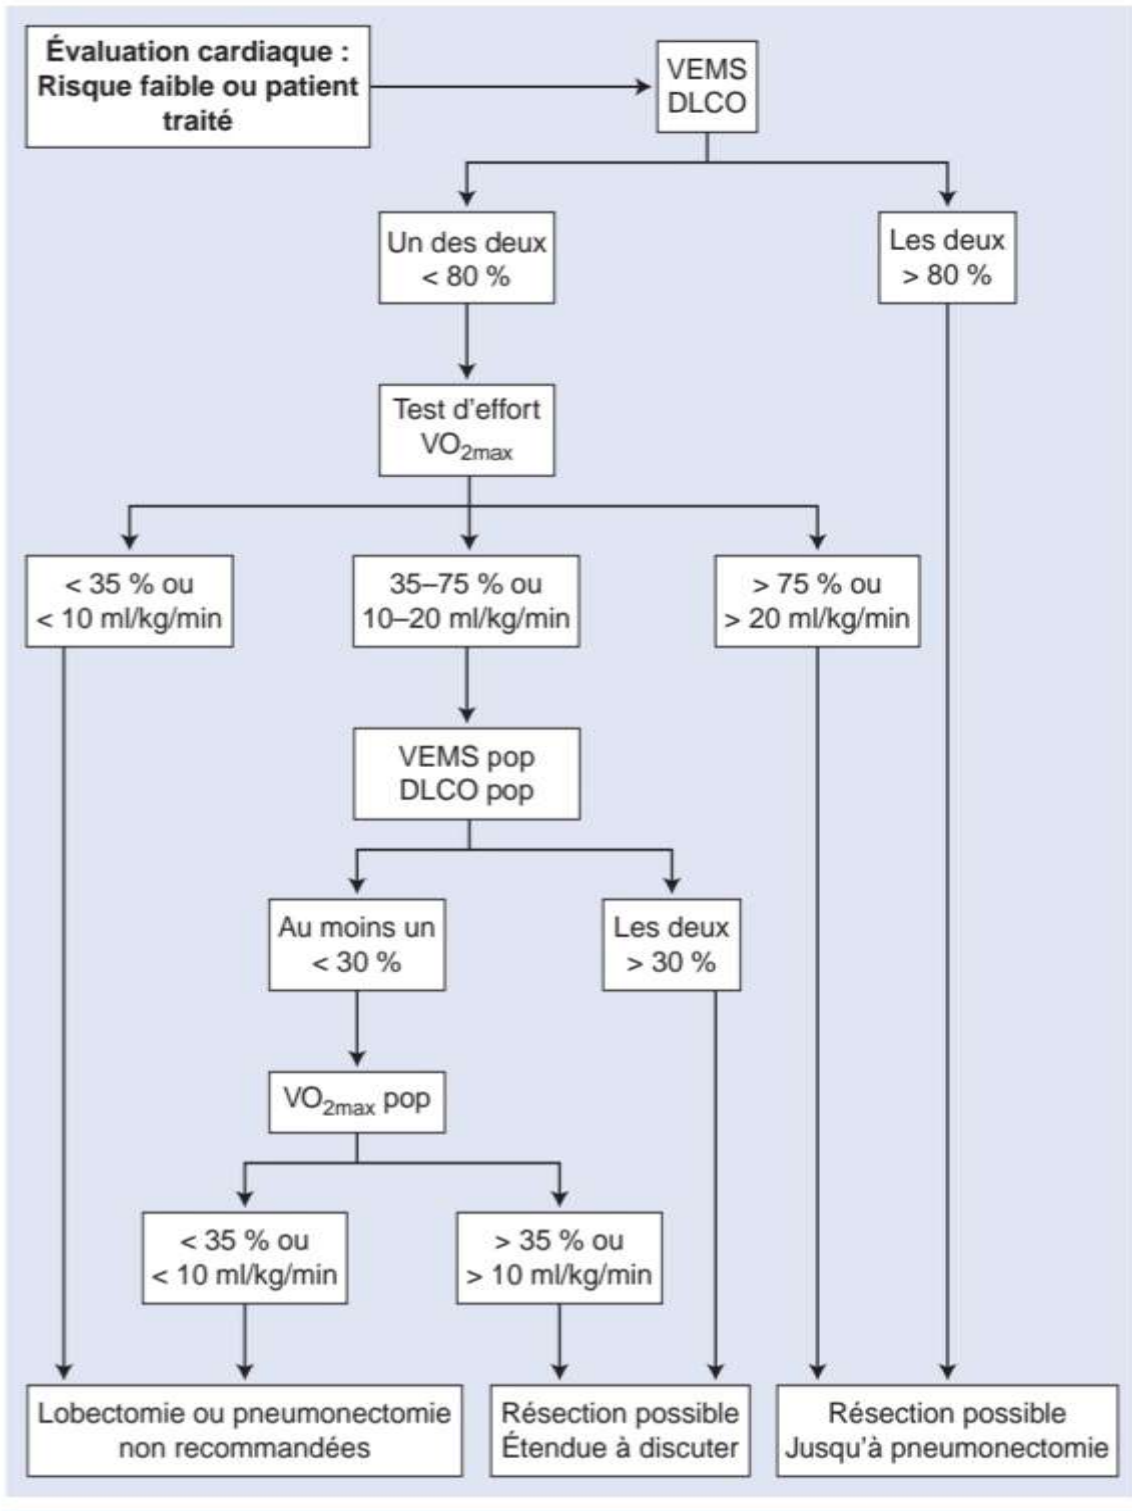 Évaluation cardiaque :
Risque faible ou patient
traité
VEMS
DLCO
Un des deux
< 80 %
Les deux
> 80 %
Test d'effort
VO2max
< 35 % ou
< 10 ml/kg/min
35–75 % ou
10–20 ml/kg/min
> 75 % ou
> 20 ml/kg/min
VEMS pop
DLCO pop
Au moins un
< 30 %
Les deux
> 30 %
VO2max pop
< 35 % ou
< 10 ml/kg/min
> 35 % ou
> 10 ml/kg/min
Lobectomie ou pneumonectomie
non recommandées
Résection possible
Étendue à discuter
Résection possible
Jusqu'à pneumonectomie